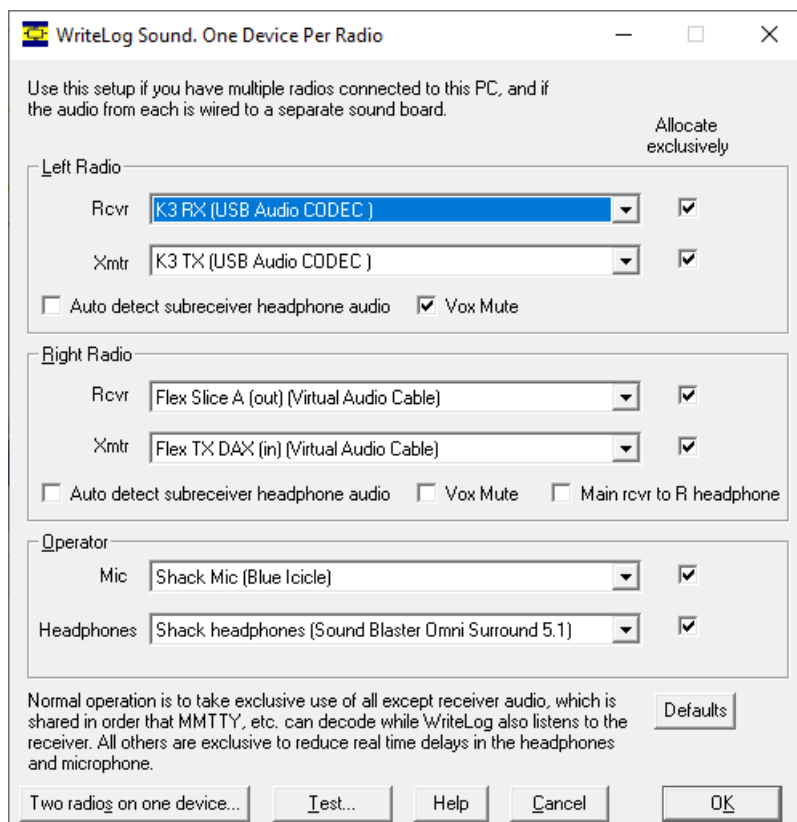 WriteLog Sound. One Device Per Radio
Use this setup if you have multiple radios connected to this PC, and if
the audio from each is wired to a separate sound board.
Allocate
exclusively
Left Radio
Rcvr K3 RX (USB Audio CODEC )
Xmtr K3 TX (USB Audio CODEC )
Auto detect subreceiver headphone audio Vox Mute
Right Radio
Rcvr Flex Slice A (out) (Virtual Audio Cable)
Xmtr Flex TX DAX (in) (Virtual Audio Cable)
Auto detect subreceiver headphone audio Vox Mute Main rcvr to R headphone
Operator
Mic Shack Mic (Blue Icicle)
Headphones Shack headphones (Sound Blaster Omni Surround 5.1)
Normal operation is to take exclusive use of all except receiver audio, which is
shared in order that MMTTY, etc. can decode while WriteLog also listens to the
receiver. All others are exclusive to reduce real time delays in the headphones
and microphone.
Defaults
Two radios on one device... Test... Help Cancel OK